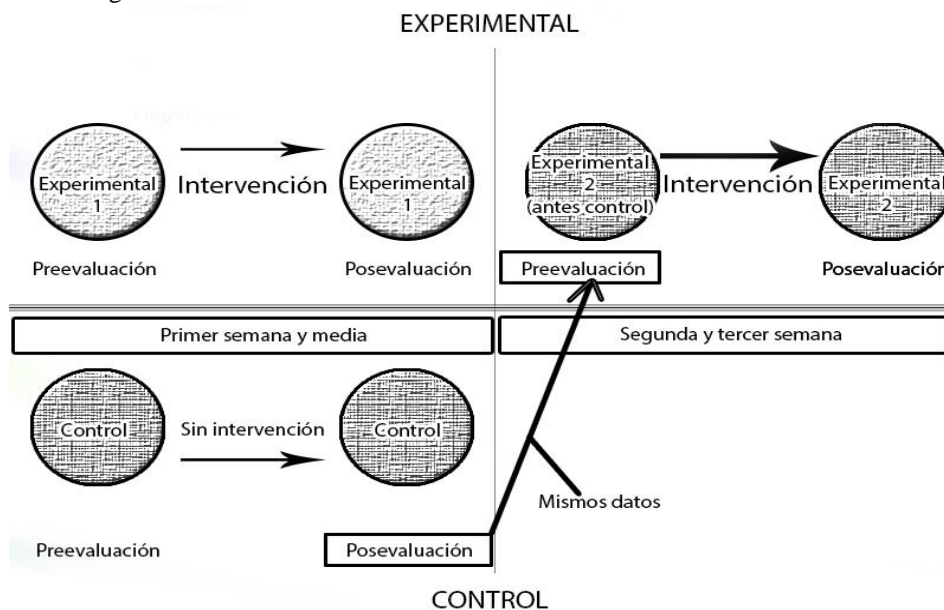 EXPERIMENTAL
Experimental
1
Intervención
Experimental
1
Preevaluación
Posevaluación
Experimental
2
(antes control)
Intervención
Experimental
2
Preevaluación
Posevaluación
Primer semana y media
Segunda y tercer semana
Control
Sin intervención
Control
Mismos datos
Preevaluación
Posevaluación
CONTROL